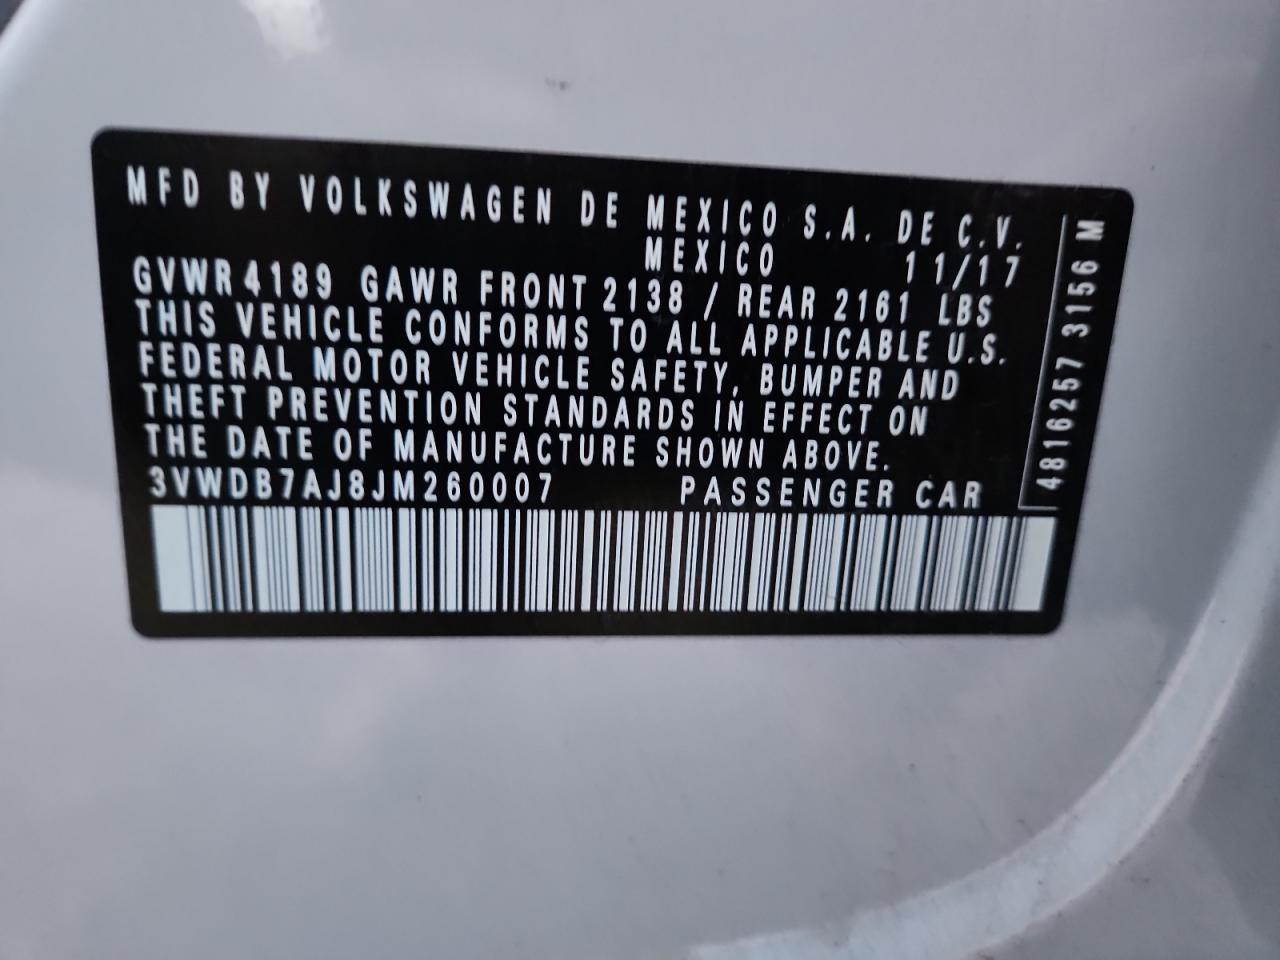 MFD BY VOLKSWAGEN DE MEXICO S.A. DE C.V.
MEXICO 11/17
GVWR 4189 GAWR FRONT 2138 / REAR 2161 LBS
THIS VEHICLE CONFORMS TO ALL APPLICABLE U.S.
FEDERAL MOTOR VEHICLE SAFETY, BUMPER AND
THEFT PREVENTION STANDARDS IN EFFECT ON
THE DATE OF MANUFACTURE SHOWN ABOVE.
3VWDB7AJ8JM260007 PASSENGER CAR
4816257 3156 M